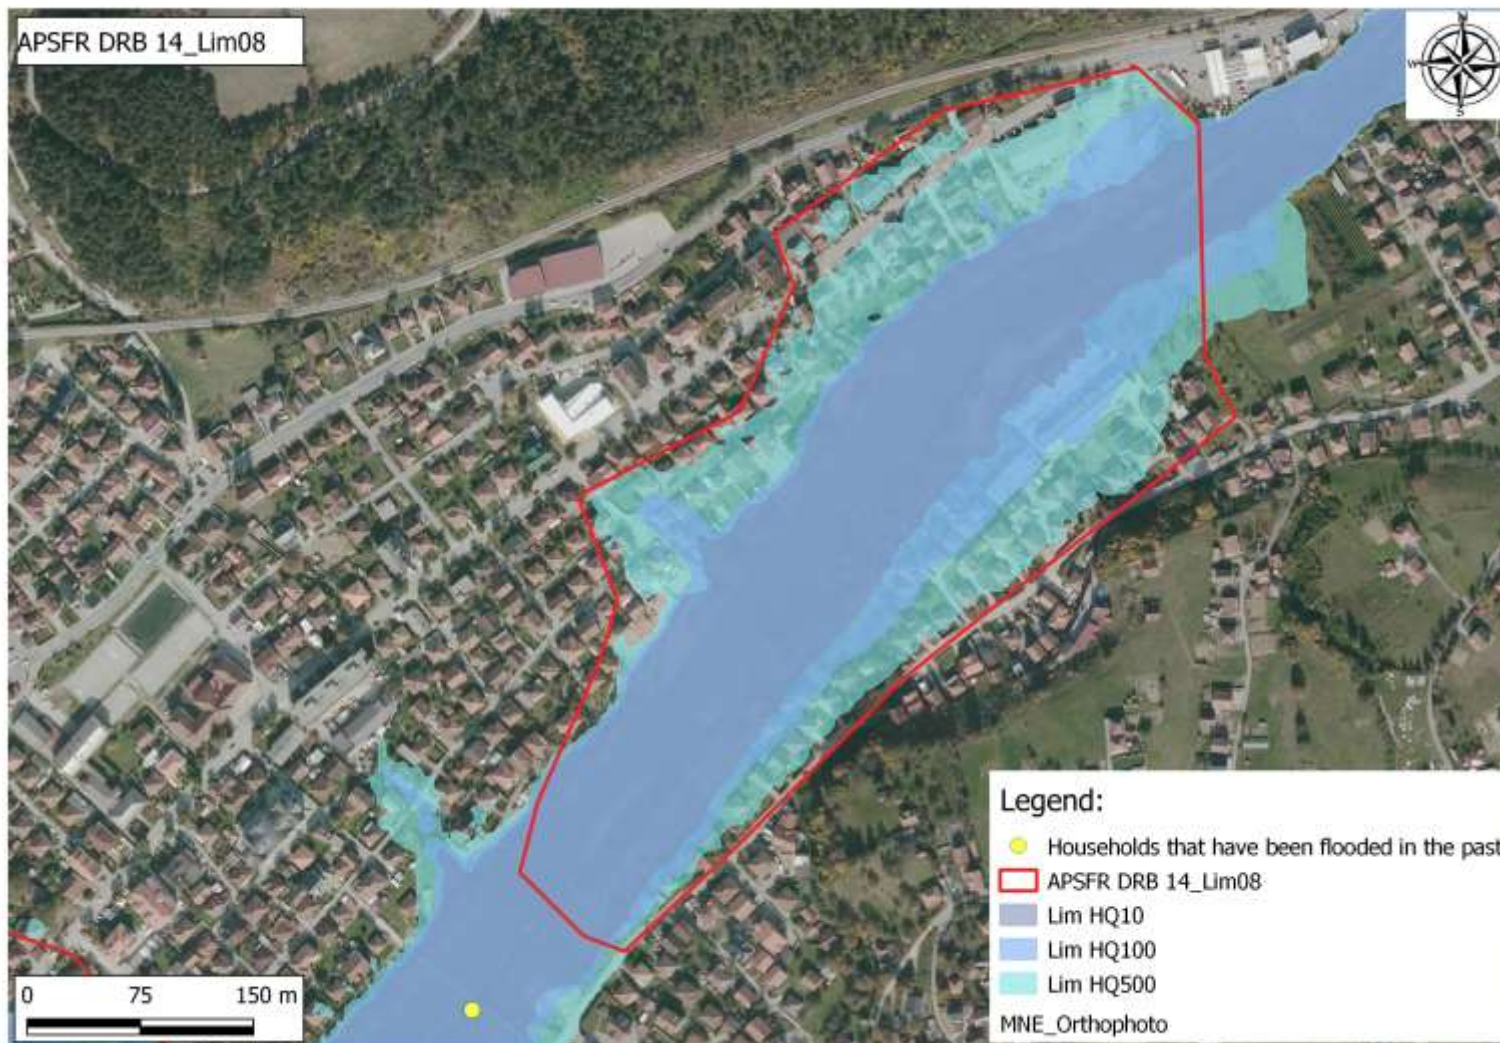 APSFR DRB 14_Lim08
N
W
S
Legend:
Households that have been flooded in the past
APSFR DRB 14_Lim08
Lim HQ10
Lim HQ100
Lim HQ500
MNE_Orthophoto
0 75 150 m